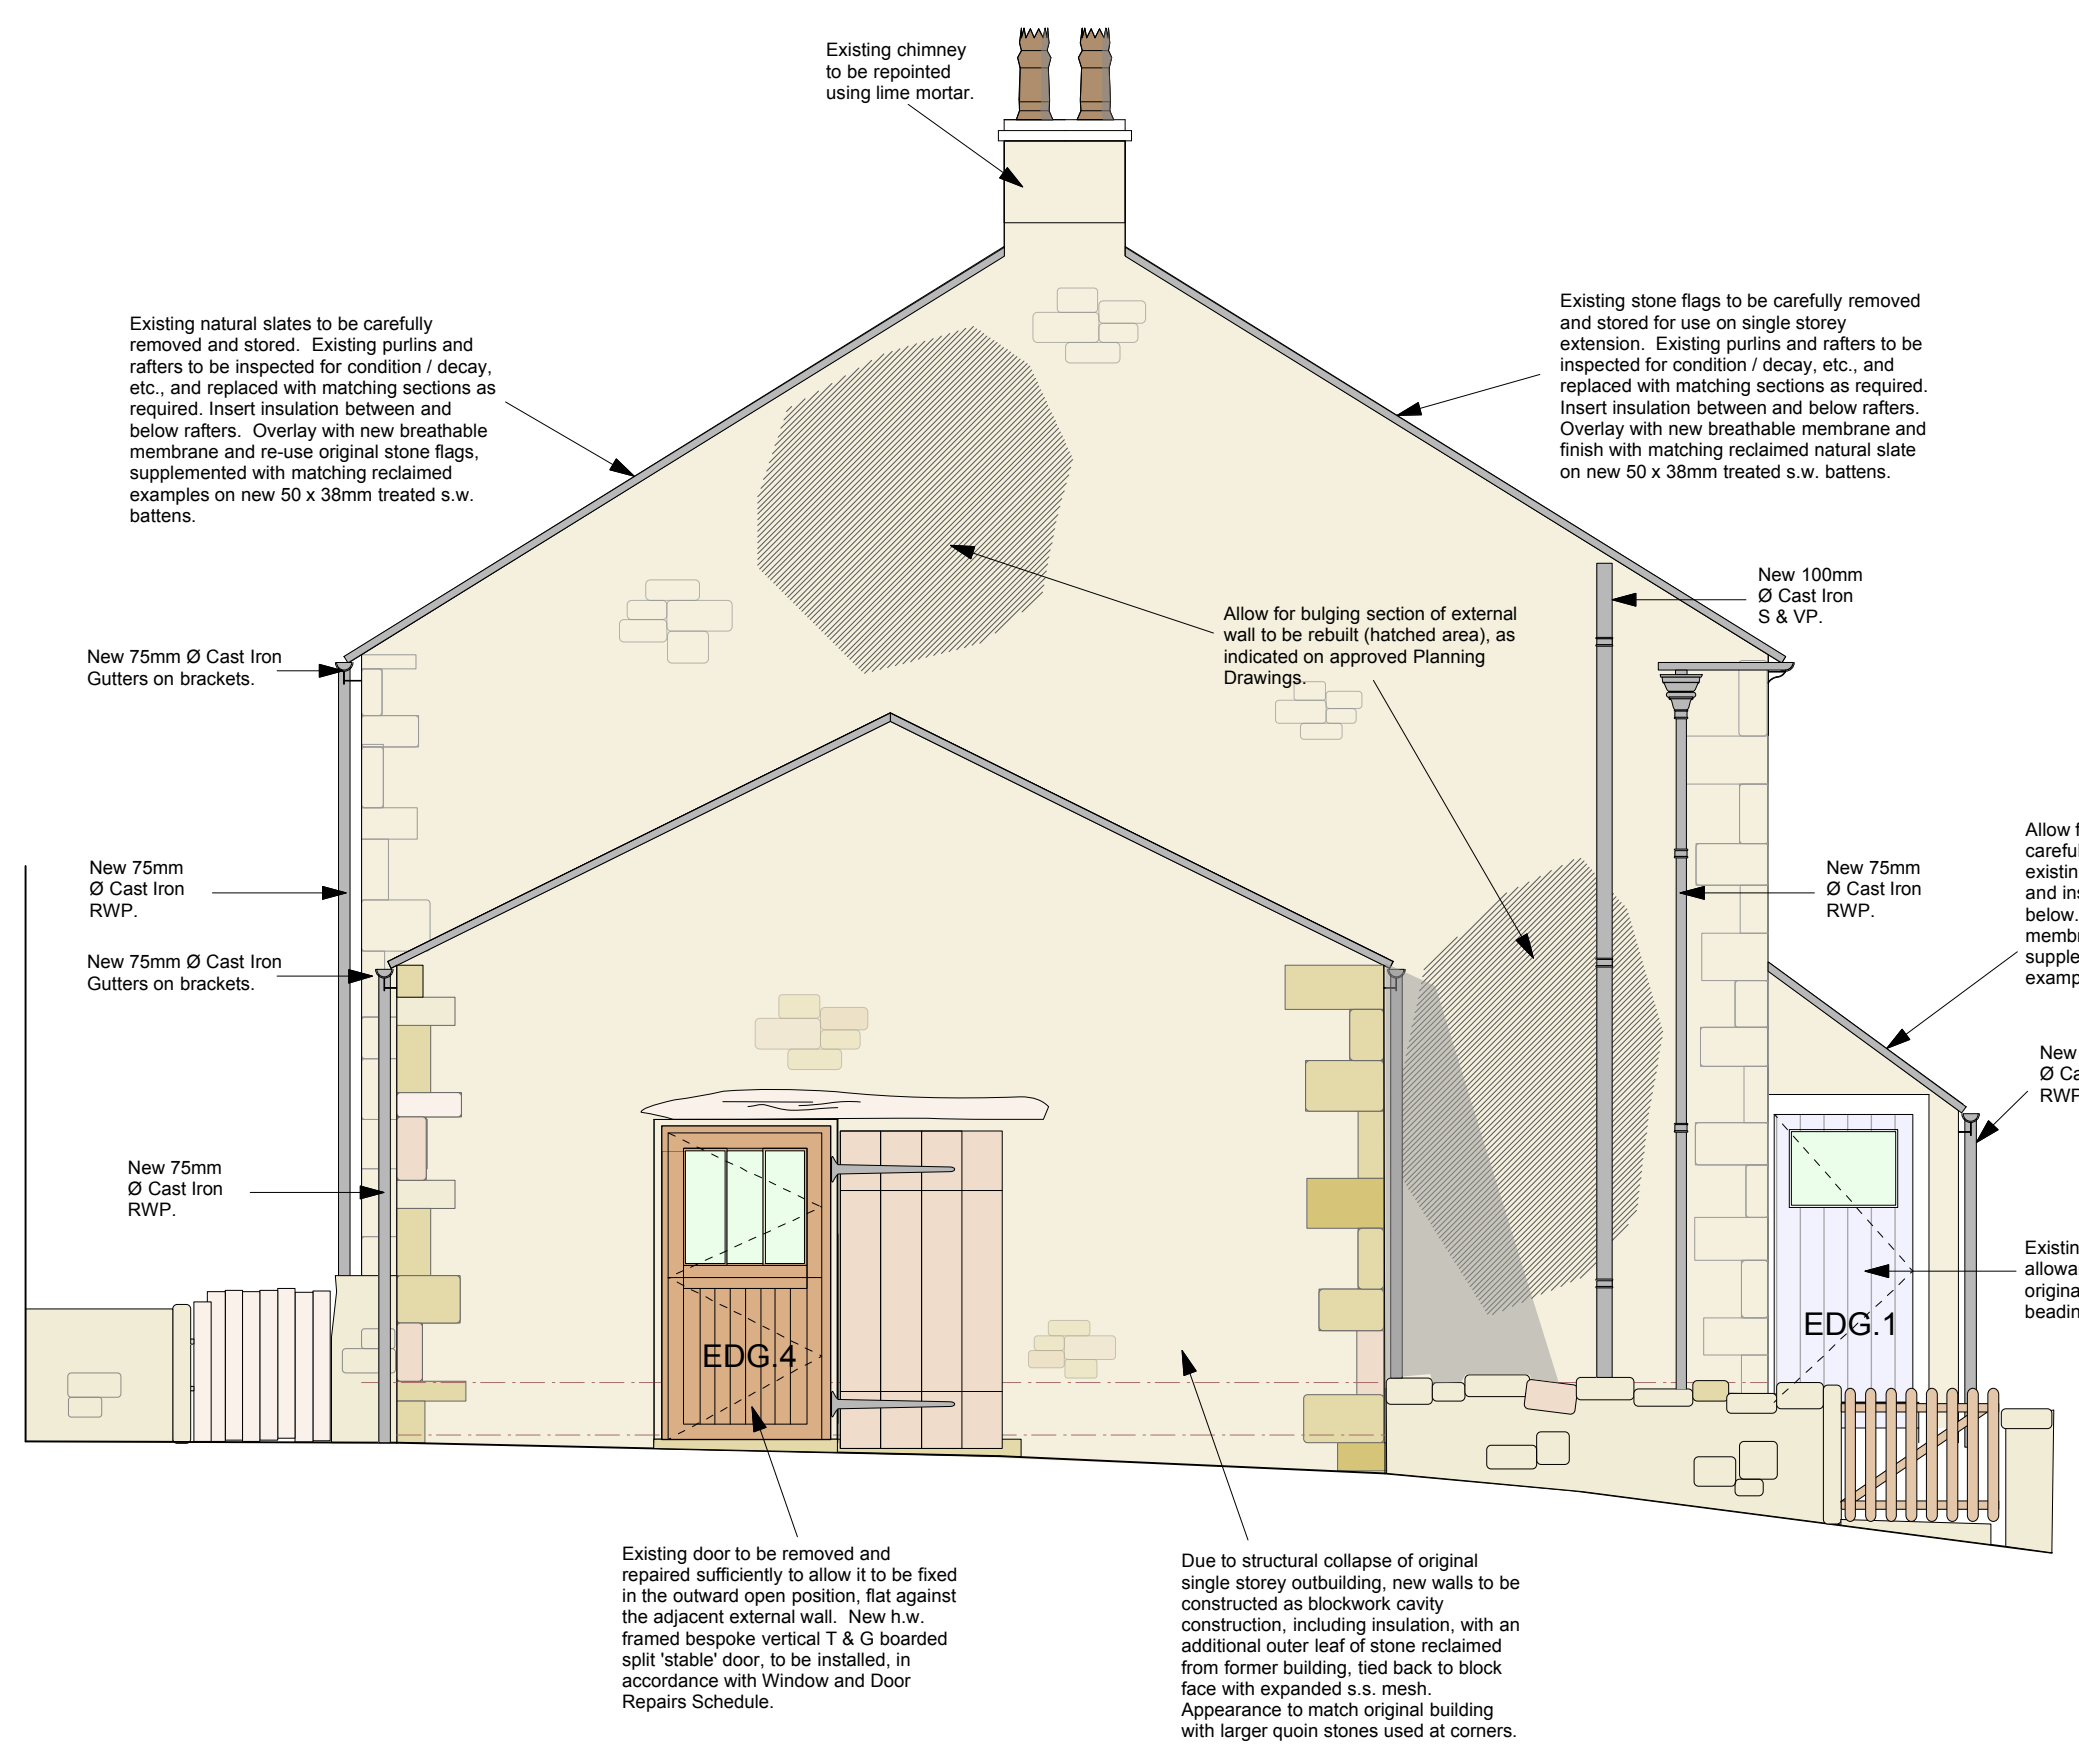 Existing chimney
to be repointed
using lime mortar.
Existing natural slates to be carefully
removed and stored.  Existing purlins and
rafters to be inspected for condition / decay,
etc., and replaced with matching sections as
required. Insert insulation between and
below rafters.  Overlay with new breathable
membrane and re-use original stone flags,
supplemented with matching reclaimed
examples on new 50 x 38mm treated s.w.
battens.
Existing stone flags to be carefully removed
and stored for use on single storey
extension.  Existing purlins and rafters to be
inspected for condition / decay, etc., and
replaced with matching sections as required.
Insert insulation between and below rafters.
Overlay with new breathable membrane and
finish with matching reclaimed natural slate
on new 50 x 38mm treated s.w. battens.
New 100mm
Ø Cast Iron
S & VP.
Allow for bulging section of external
wall to be rebuilt (hatched area), as
indicated on approved Planning
Drawings.
New 75mm Ø Cast Iron
Gutters on brackets.
New 75mm
Ø Cast Iron
RWP.
New 75mm Ø Cast Iron
Gutters on brackets.
New 75mm
Ø Cast Iron
RWP.
New 75mm
Ø Cast Iron
RWP.
Allow
below.
New
Ø
RWP
EDG.1
EDG.4
Existing door to be removed and
repaired sufficiently to allow it to be fixed
in the outward open position, flat against
the adjacent external wall.  New h.w.
framed bespoke vertical T & G boarded
split 'stable' door, to be installed, in
accordance with Window and Door
Repairs Schedule.
Due to structural collapse of original
single storey outbuilding, new walls to be
constructed as blockwork cavity
construction, including insulation, with an
additional outer leaf of stone reclaimed
from former building, tied back to block
face with expanded s.s. mesh.
Appearance to match original building
with larger quoin stones used at corners.